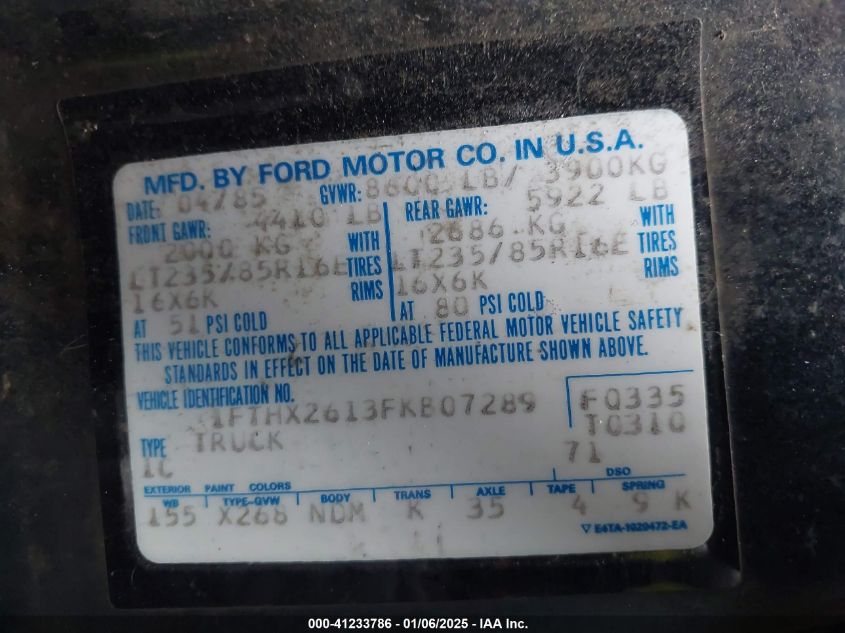 MFD. BY FORD MOTOR CO. IN U.S.A.
DATE: 04/85 GVWR: 8600 LB/ 3900KG
FRONT GAWR: 4410 LB REAR GAWR: 5922 LB
2000 KG WITH 2686 KG WITH
LT235/85R16E TIRES LT235/85R16E TIRES
16X6K RIMS 16X6K RIMS
AT 51 PSI COLD AT 80 PSI COLD
THIS VEHICLE CONFORMS TO ALL APPLICABLE FEDERAL MOTOR VEHICLE SAFETY
STANDARDS IN EFFECT ON THE DATE OF MANUFACTURE SHOWN ABOVE.
VEHICLE IDENTIFICATION NO.
1FTHX2613FKB07289 FQ335
TYPE TRUCK T0310
1C 71
EXTERIOR PAINT COLORS DSO
WB TYPE-GVW BODY TRANS AXLE TAPE SPRING
155 X268 NDM K 35 4 9 K
E4TA-1020472-EA
000-41233786 - 01/06/2025 - IAA Inc.